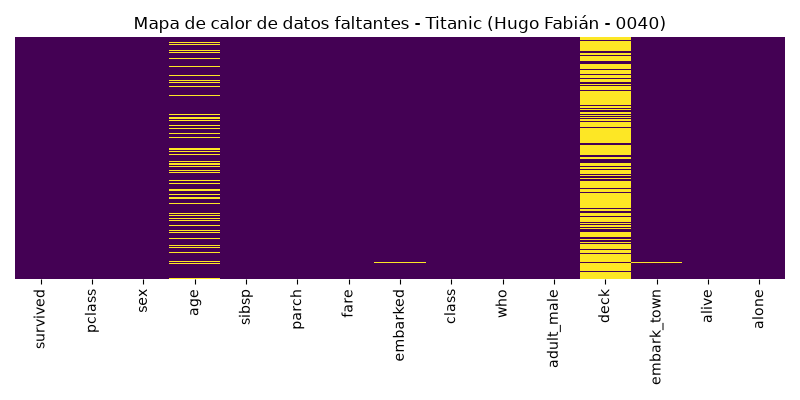 Mapa de calor de datos faltantes - Titanic (Hugo Fabián - 0040)
survived
pclass
sex
age
sibsp
parch
fare
embarked
class
who
adult_male
deck
embark_town
alive
alone